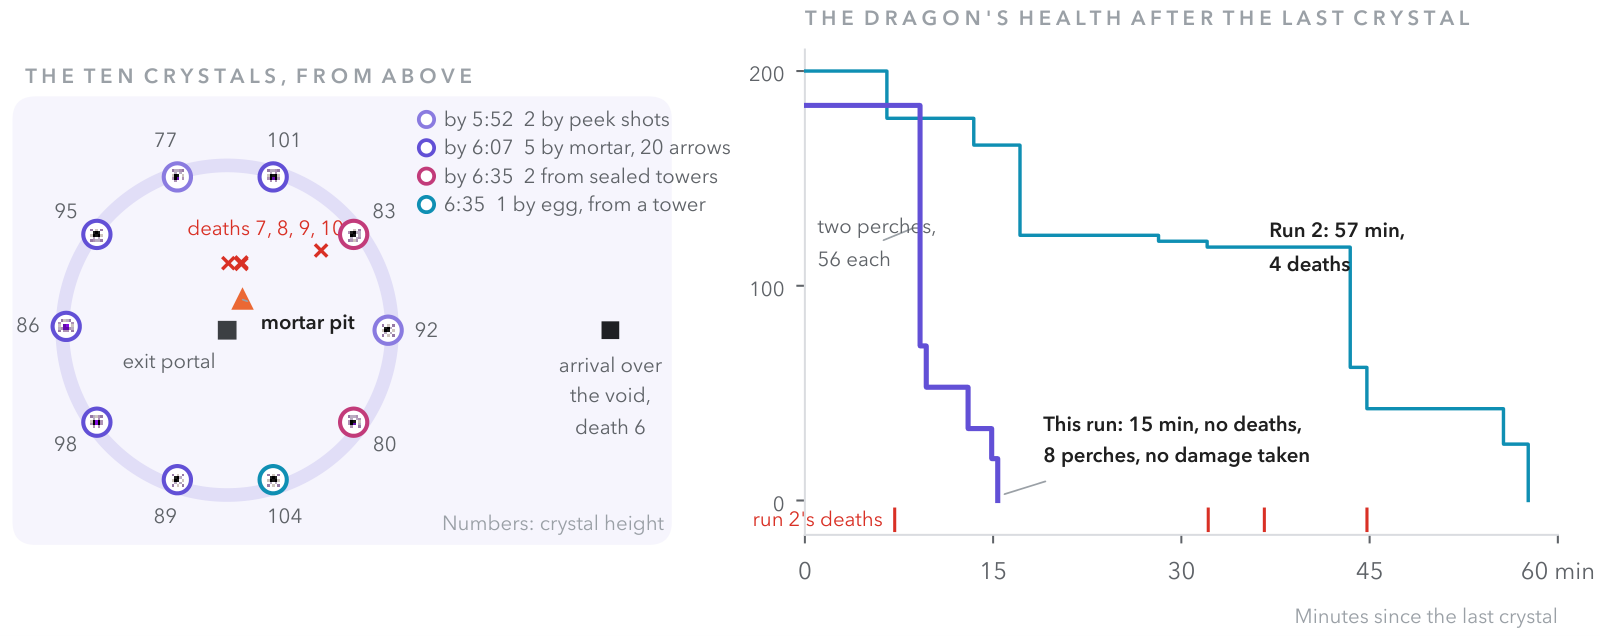 THE TEN CRYSTALS, FROM ABOVE
by 5:52 2 by peek shots
by 6:07 5 by mortar, 20 arrows
by 6:35 2 from sealed towers
6:35 1 by egg, from a tower
77
101
95
83
deaths 7, 8, 9, 10
86
mortar pit
92
exit portal
arrival over
the void,
death 6
98
80
89
104
Numbers: crystal height
THE DRAGON'S HEALTH AFTER THE LAST CRYSTAL
200
100
0
two perches,
56 each
Run 2: 57 min,
4 deaths
This run: 15 min, no deaths,
8 perches, no damage taken
run 2's deaths
0
15
30
45
60 min
Minutes since the last crystal